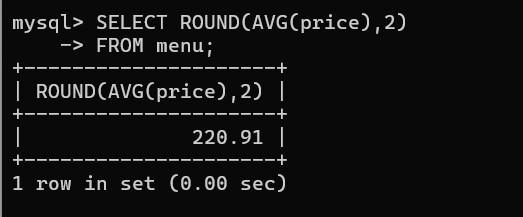 mysql> SELECT ROUND(AVG(price),2)
    -> FROM menu;
+---------------------+
| ROUND(AVG(price),2) |
+---------------------+
|              220.91 |
+---------------------+
1 row in set (0.00 sec)